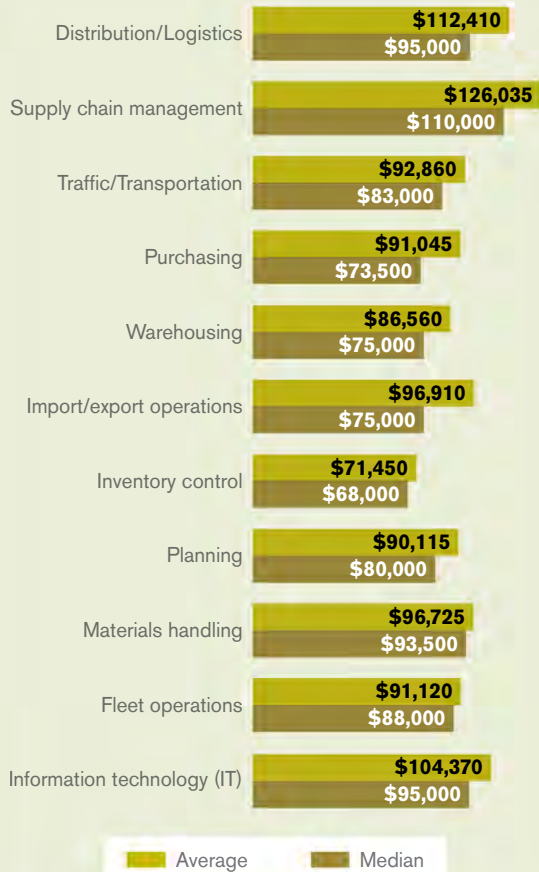 $112,410
Distribution/Logistics
$95,000
$126,035
Supply chain management
$110,000
$92,860
Traffic/Transportation
$83,000
$91,045
Purchasing
$73,500
$86,560
Warehousing
$75,000
$96,910
Import/export operations
$75,000
$71,450
Inventory control
$68,000
$90,115
Planning
$80,000
$96,725
Materials handling
$93,500
$91,120
Fleet operations
$88,000
$104,370
Information technology (IT)
$95,000
Average Median